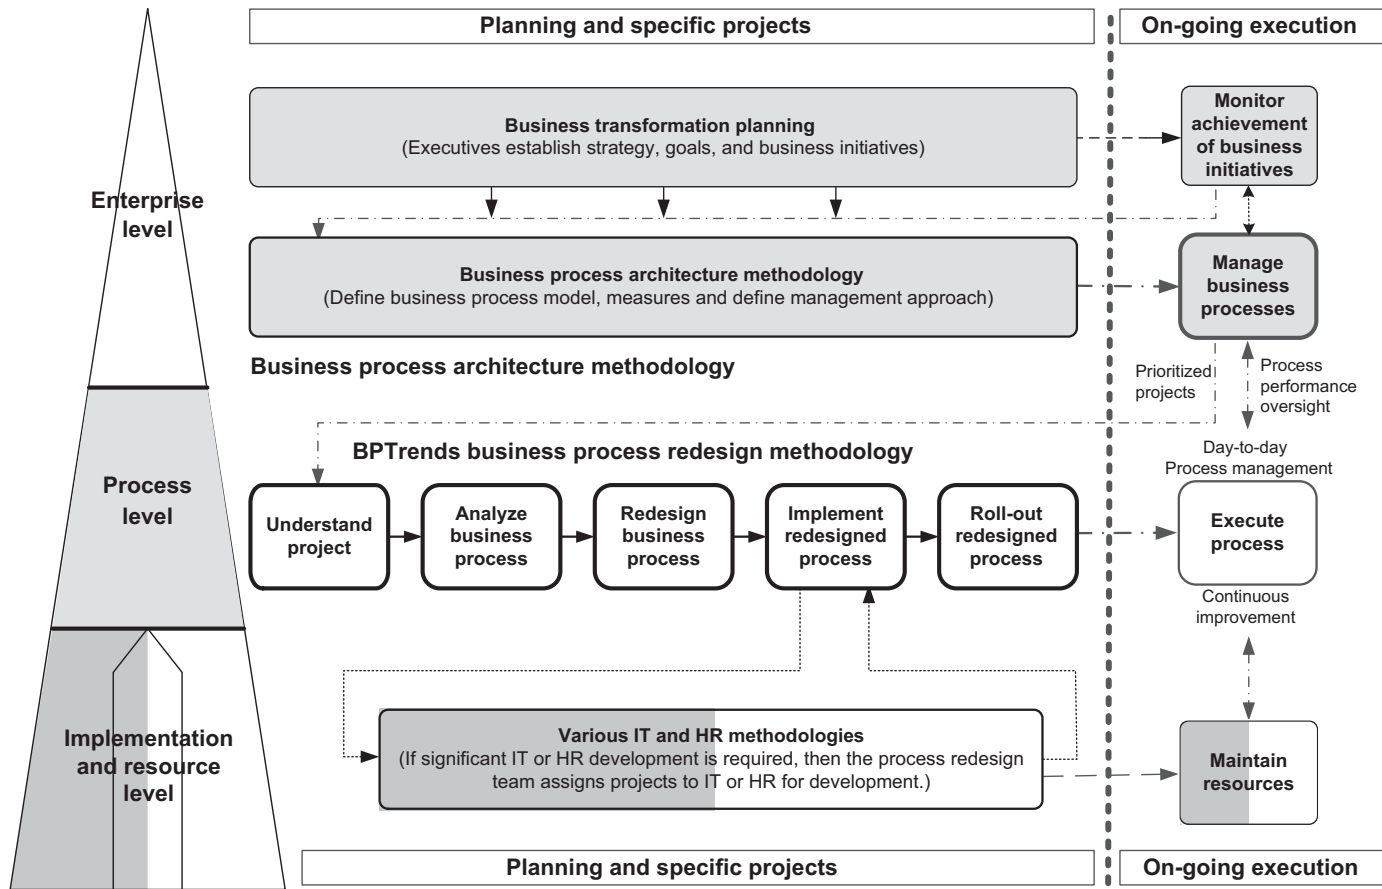 Planning and specific projects
On-going execution
Business transformation planning
(Executives establish strategy, goals, and business initiatives)
Monitor
achievement
of business
initiatives
Enterprise
level
Business process architecture methodology
(Define business process model, measures and define management approach)
Manage
business
processes
Business process architecture methodology
Prioritized
projects
Process
performance
oversight
BPTrends business process redesign methodology
Day-to-day
Process management
Process
level
Understand
project
Analyze
business
process
Redesign
business
process
Implement
redesigned
process
Roll-out
redesigned
process
Execute
process
Continuous
improvement
Implementation
and resource
level
Various IT and HR methodologies
(If significant IT or HR development is required, then the process redesign
team assigns projects to IT or HR for development.)
Maintain
resources
Planning and specific projects
On-going execution